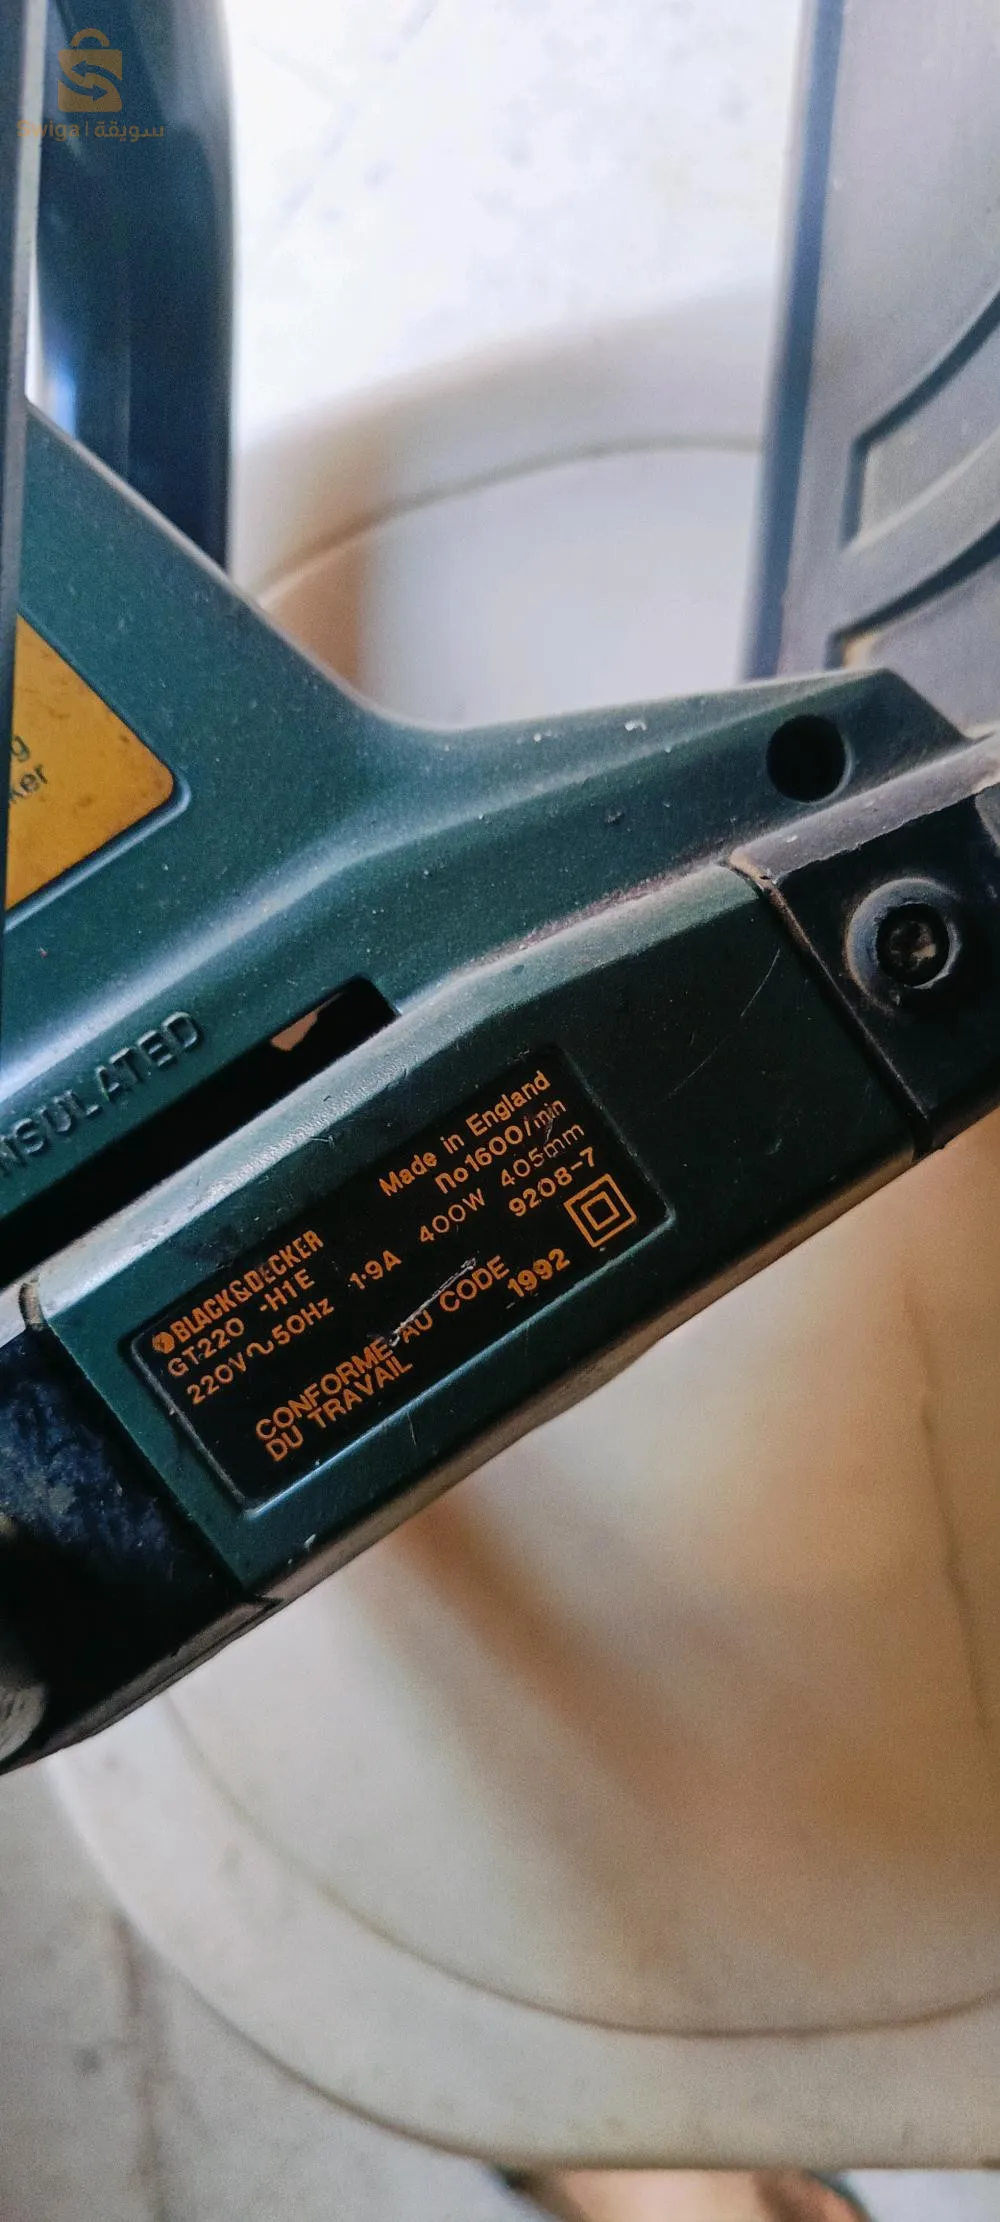 Swiga | سويقة
g
ker
INSULATED
BLACK&DECKER Made in England
GT220 -H1E no1600/min
220V~50Hz 1·9A 400W 405mm
9208-7
CONFORME AU CODE
DU TRAVAIL 1992